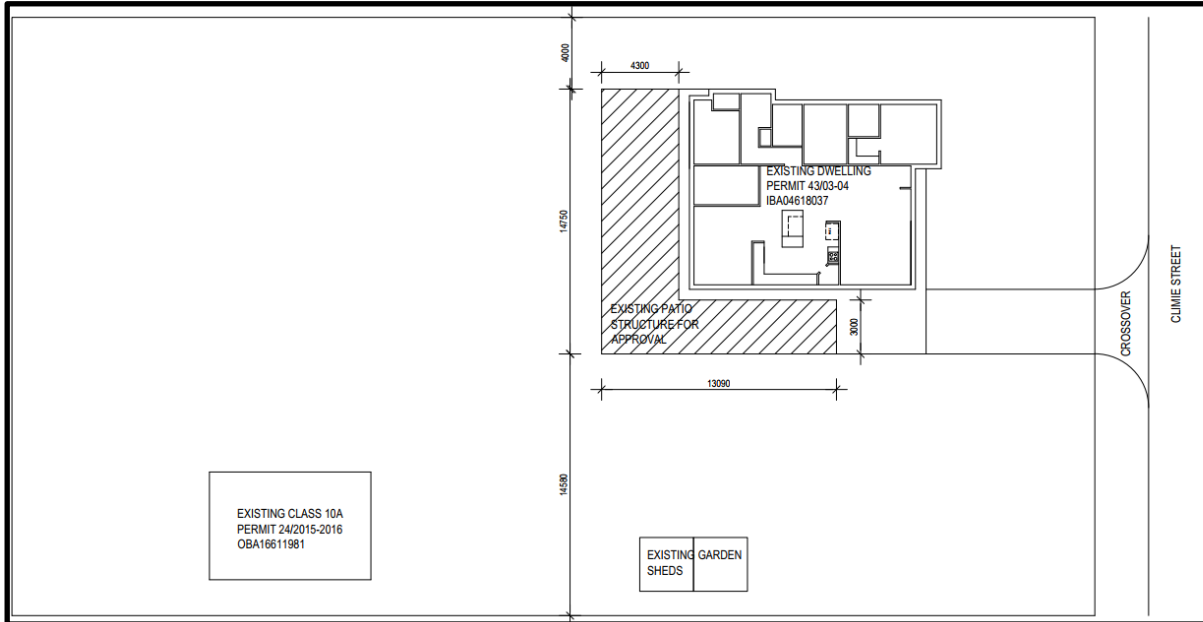 4000
4300
EXISTING DWELLING
PERMIT 43/03-04
IBA04618037
14750
EXISTING PATIO
STRUCTURE FOR
APPROVAL
3000
CROSSOVER
CLIMIE STREET
13090
14580
EXISTING CLASS 10A
PERMIT 24/2015-2016
OBA16611981
EXISTING GARDEN
SHEDS